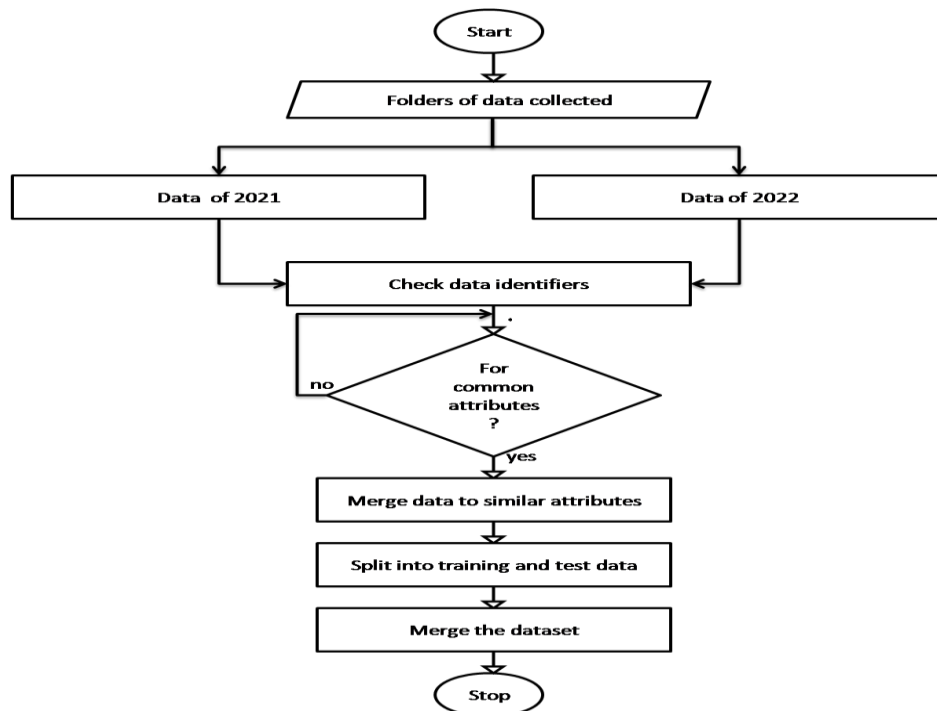 Start
Folders of data collected
Data of 2021
Data of 2022
Check data identifiers
.
For
common
attributes
?
no
yes
Merge data to similar attributes
Split into training and test data
Merge the dataset
Stop